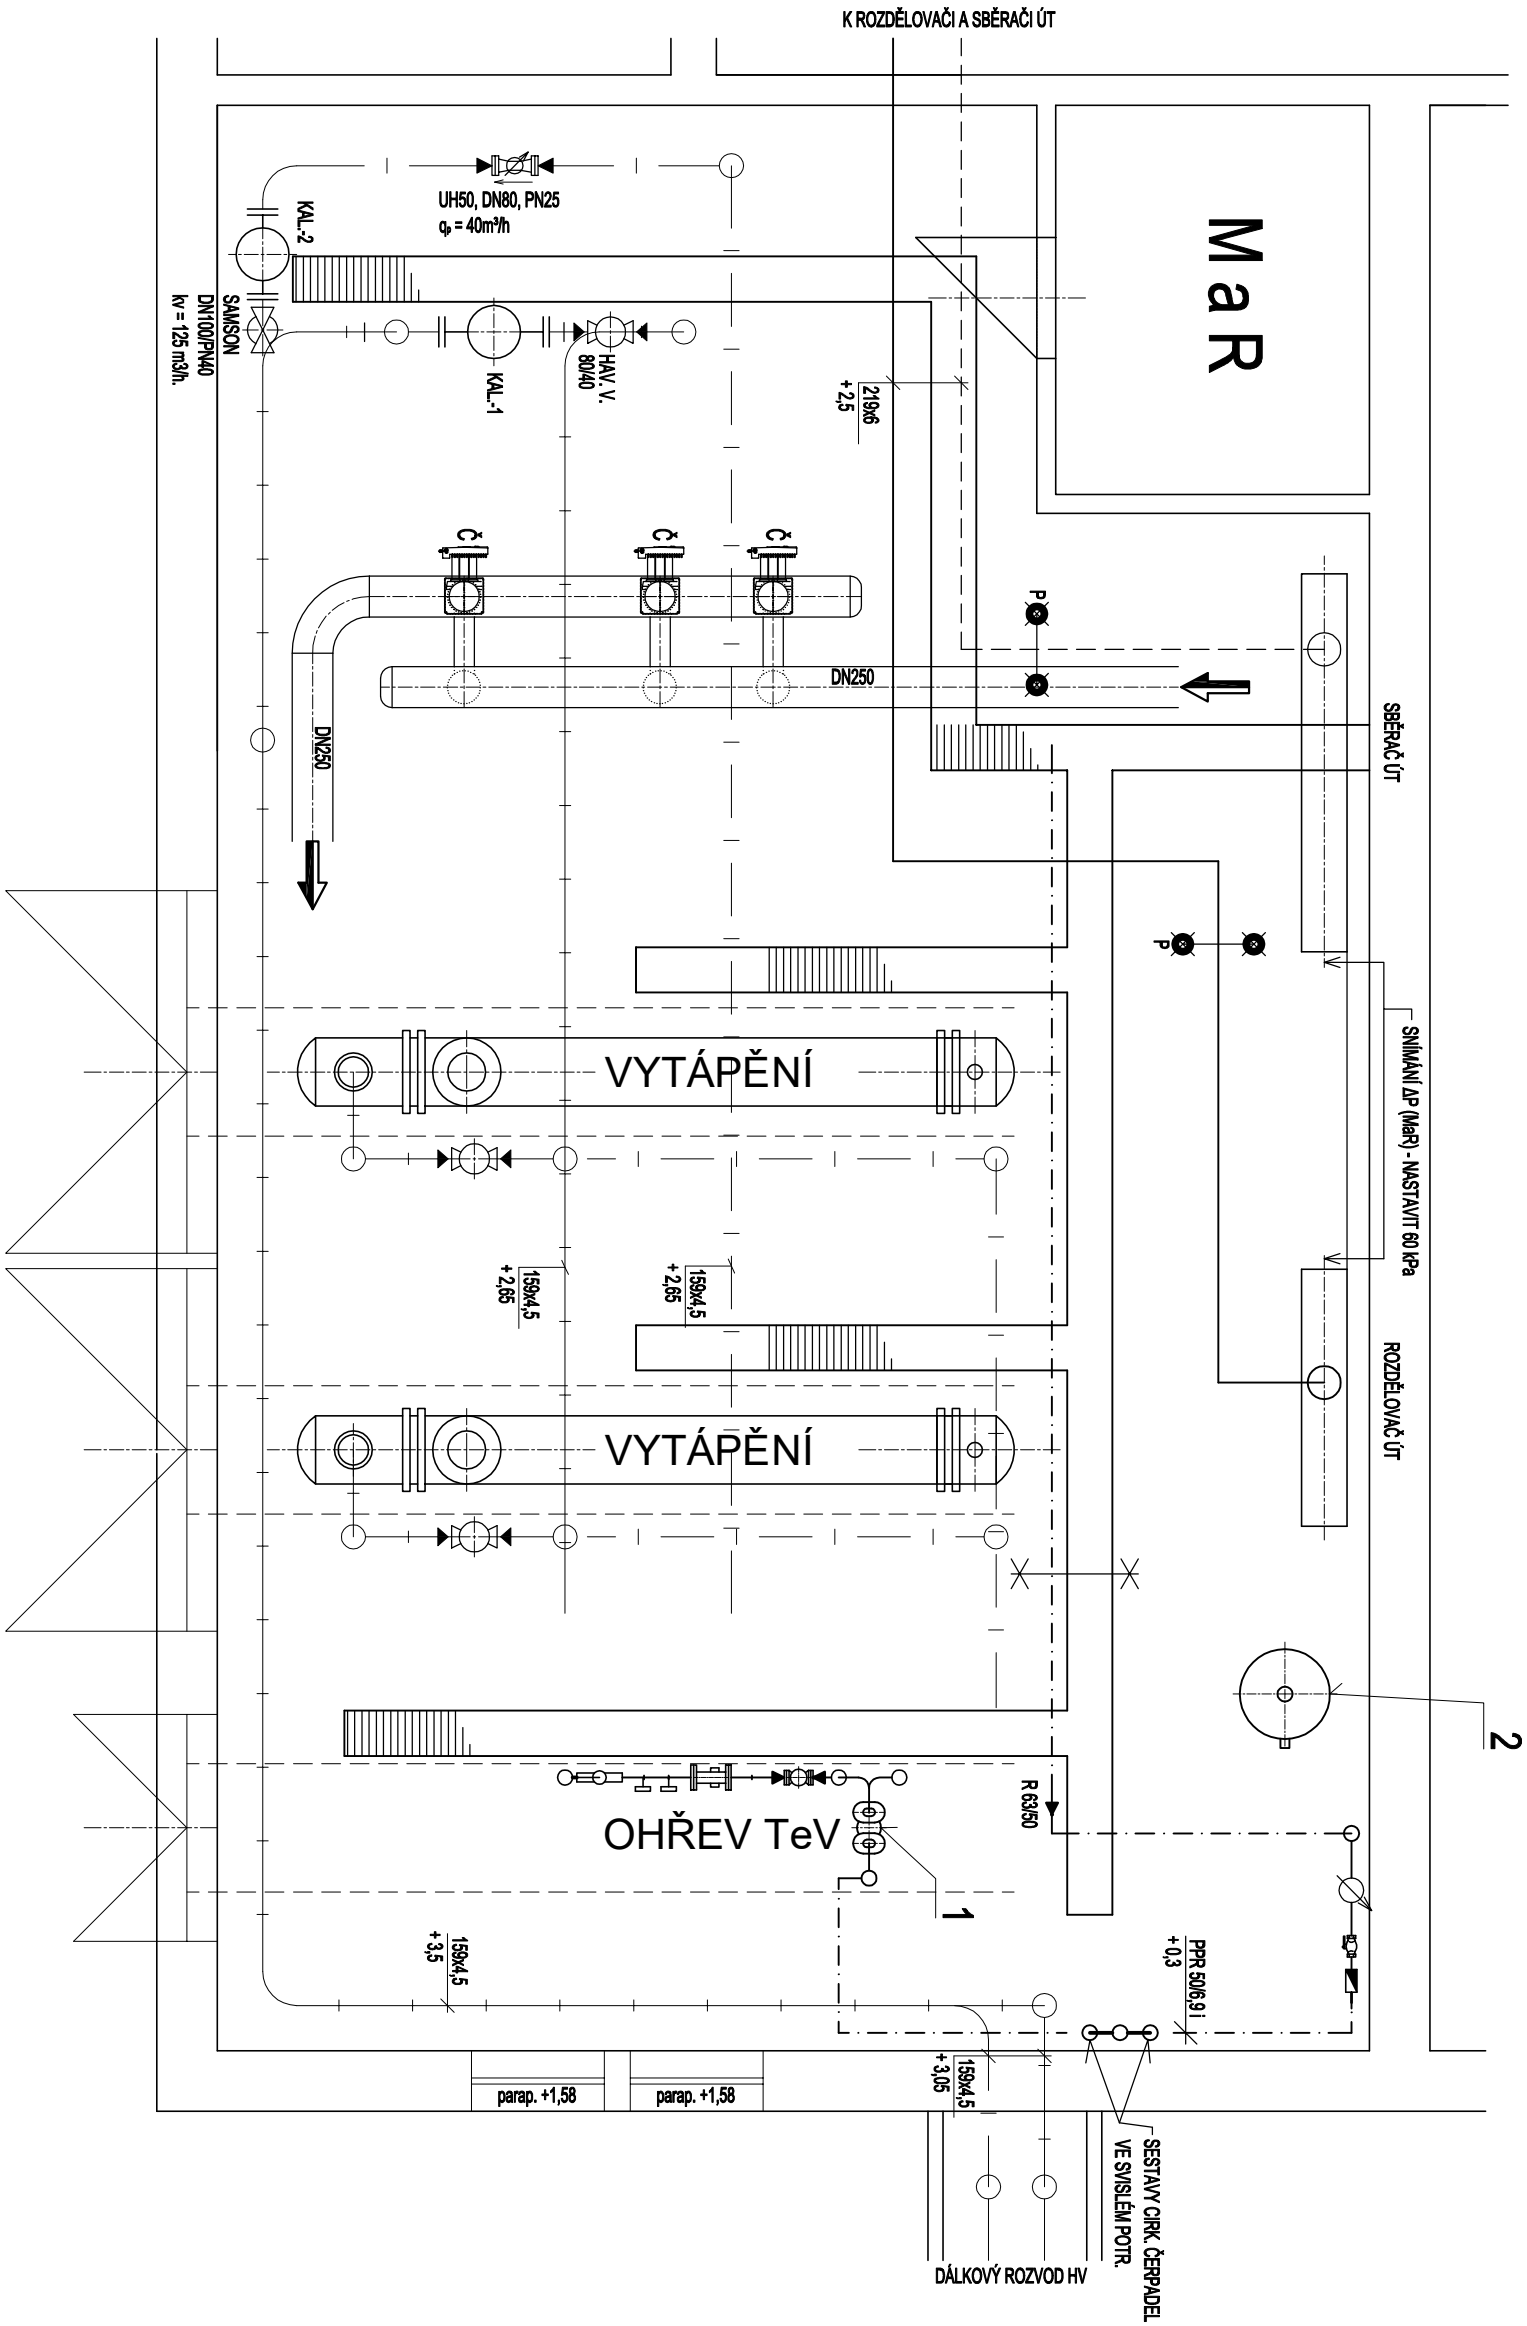 K ROZDĚLOVAČI A SBĚRAČI ÚT
M a R
UH50, DN80, PN25
qₚ = 40m³/h
KAL.-2
SAMSON
DN100/PN40
kv = 125 m3/h.
KAL.-1
HAV. V.
80/40
219x6
+ 2,5
Č
Č
Č
P
DN250
DN250
SBĚRAČ ÚT
P
SNÍMÁNÍ ΔP (MaR) - NASTAVIT 60 kPa
VYTÁPĚNÍ
159x4,5
+ 2,65
159x4,5
+ 2,65
ROZDĚLOVAČ ÚT
VYTÁPĚNÍ
2
R 63/50
OHŘEV TeV
1
159x4,5
+ 3,5
PPR 50/6,9 i
+ 0,3
159x4,5
+ 3,05
parap. +1,58
parap. +1,58
SESTAVY CIRK. ČERPADEL
VE SVISLÉM POTR.
DÁLKOVÝ ROZVOD HV